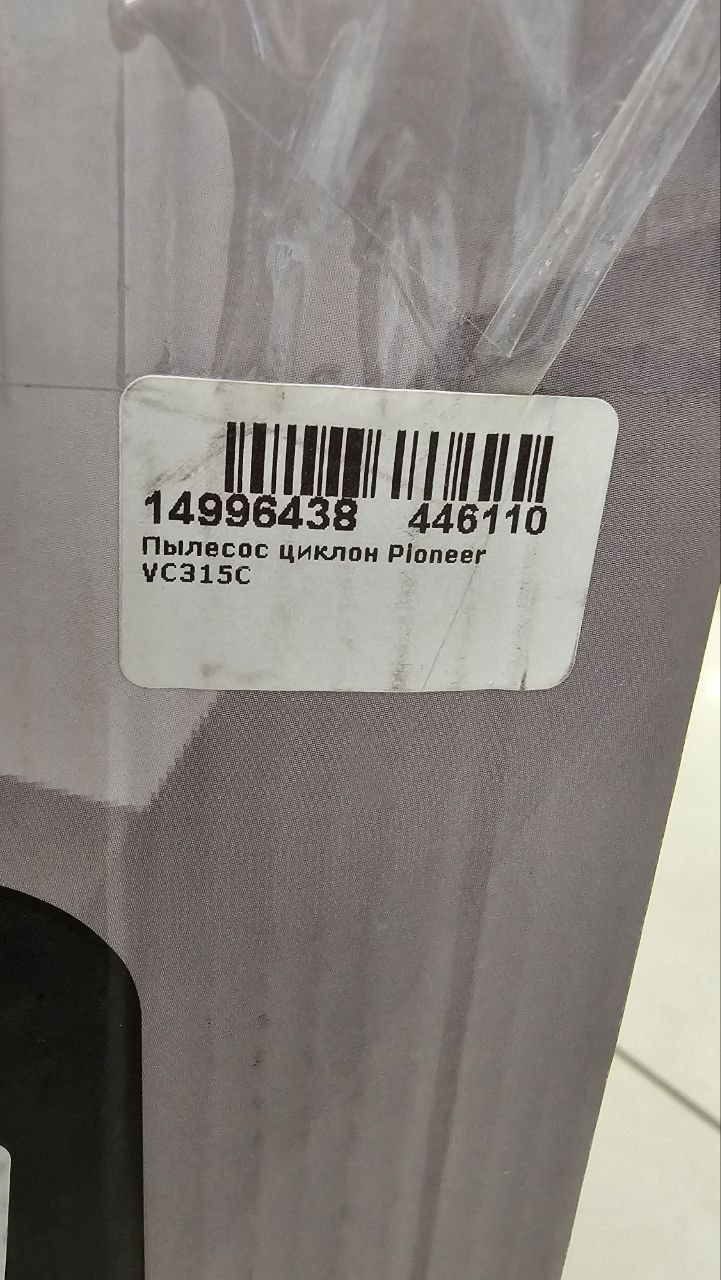 14996438 446110
Пылесос циклон Pioneer
VC315C